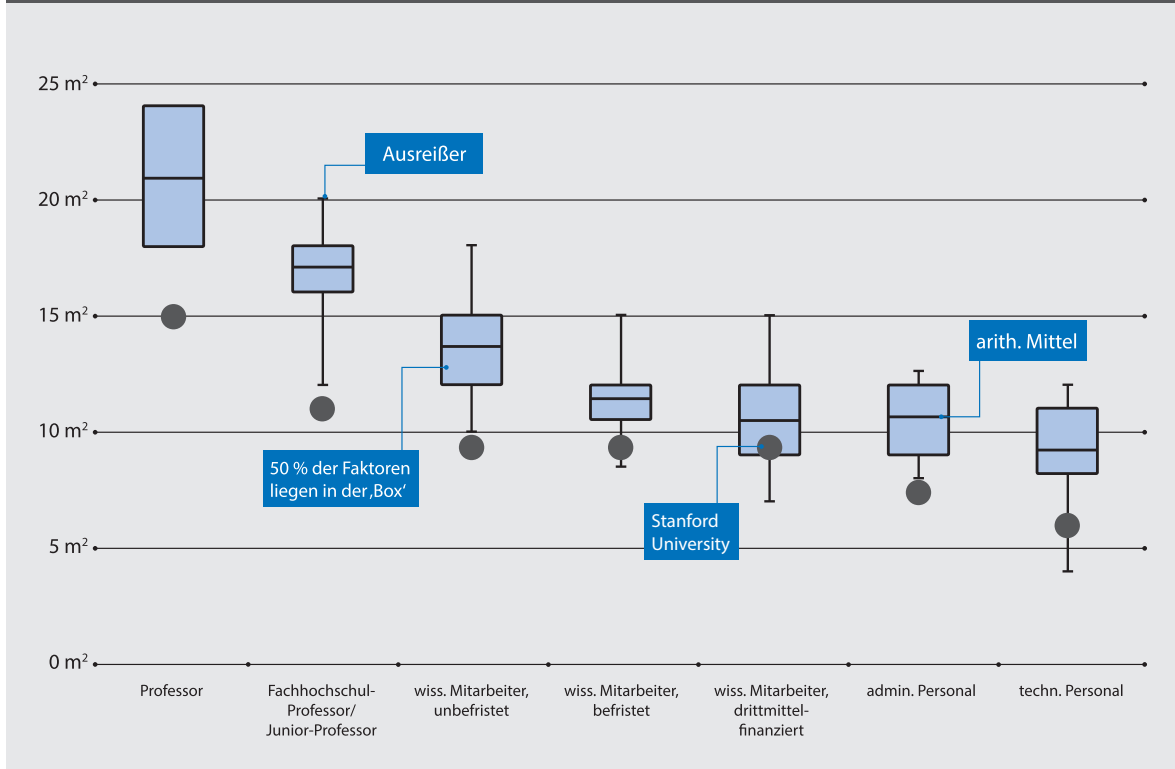 25 m²
20 m²
15 m²
10 m²
5 m²
0 m²
Ausreißer
arith. Mittel
50 % der Faktoren
liegen in der ‚Box‘
Stanford
University
Professor
Fachhochschul-
Professor/
Junior-Professor
wiss. Mitarbeiter,
unbefristet
wiss. Mitarbeiter,
befristet
wiss. Mitarbeiter,
drittmittel-
finanziert
admin. Personal
techn. Personal